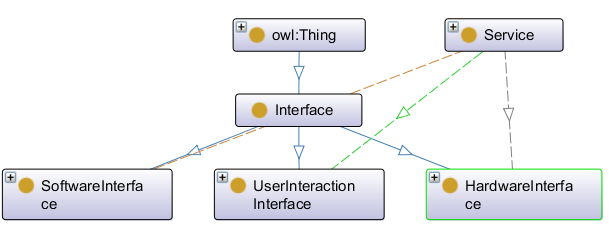 owl:Thing
Service
Interface
SoftwareInterfa
ce
UserInteraction
Interface
HardwareInterfa
ce